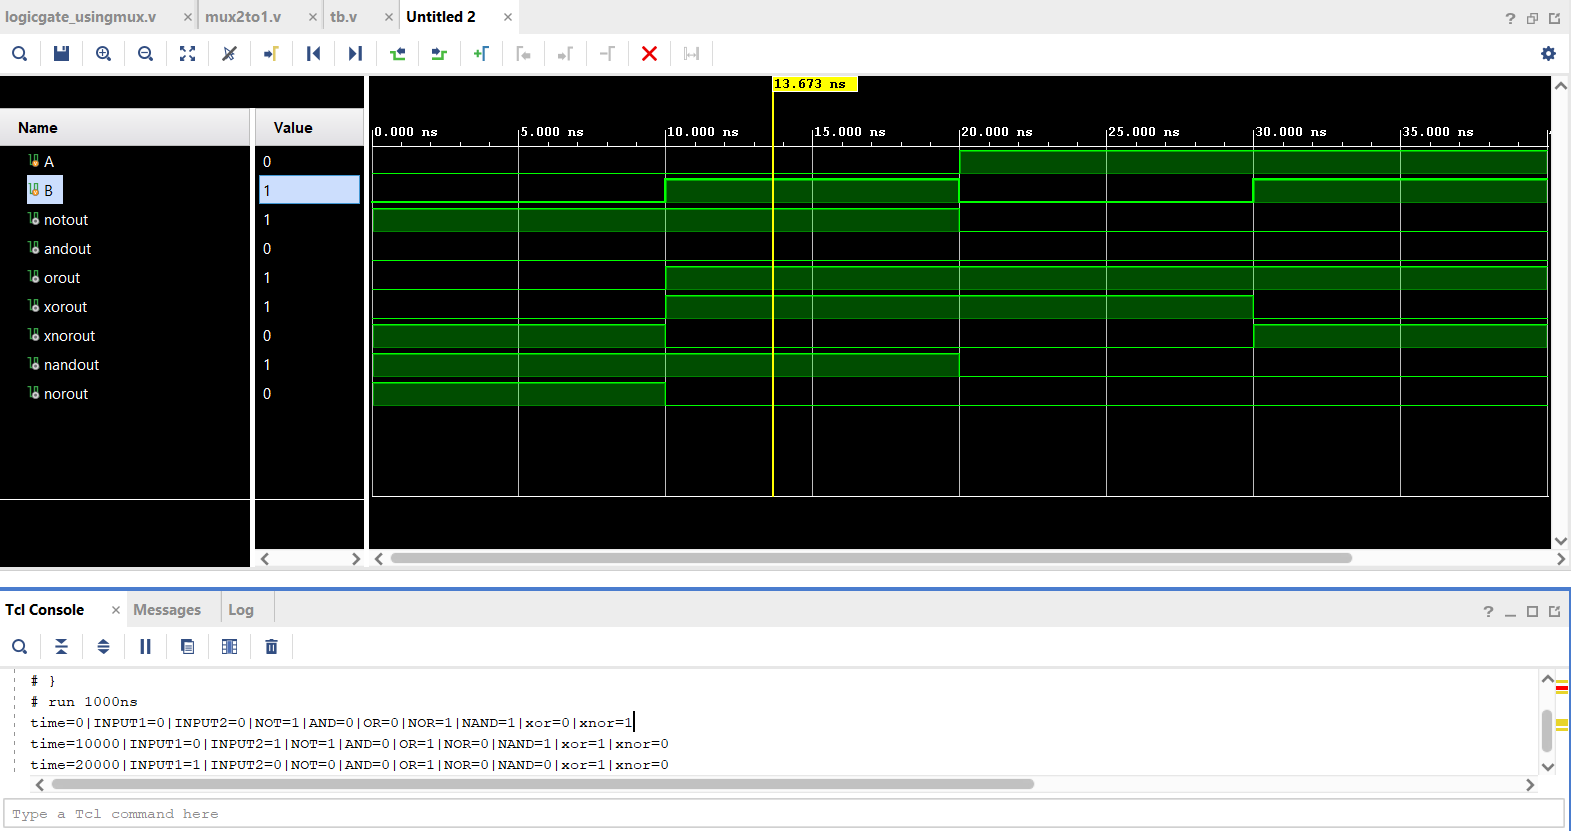 logicgate_usingmux.v × mux2to1.v × tb.v × Untitled 2 ×
?
13.673 ns
Name Value
0.000 ns 5.000 ns 10.000 ns 15.000 ns 20.000 ns 25.000 ns 30.000 ns 35.000 ns
A 0
B 1
notout 1
andout 0
orout 1
xorout 1
xnorout 0
nandout 1
norout 0
Tcl Console × Messages Log
?
# }
# run 1000ns
time=0|INPUT1=0|INPUT2=0|NOT=1|AND=0|OR=0|NOR=1|NAND=1|xor=0|xnor=1
time=10000|INPUT1=0|INPUT2=1|NOT=1|AND=0|OR=1|NOR=0|NAND=1|xor=1|xnor=0
time=20000|INPUT1=1|INPUT2=0|NOT=0|AND=0|OR=1|NOR=0|NAND=0|xor=1|xnor=0
Type a Tcl command here